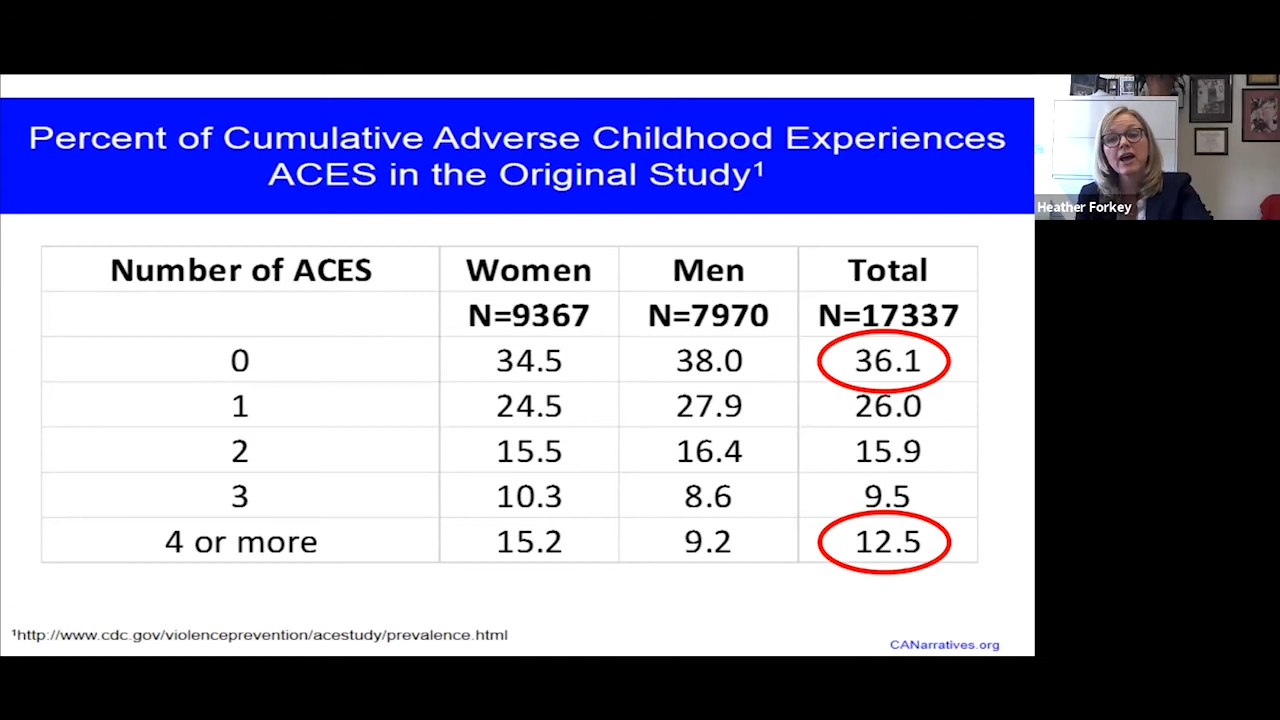 Percent of Cumulative Adverse Childhood Experiences
ACES in the Original Study¹
Heather Forkey
Number of ACES Women Men Total
N=9367 N=7970 N=17337
0 34.5 38.0 36.1
1 24.5 27.9 26.0
2 15.5 16.4 15.9
3 10.3 8.6 9.5
4 or more 15.2 9.2 12.5
¹http://www.cdc.gov/violenceprevention/acestudy/prevalence.html
CANarratives.org